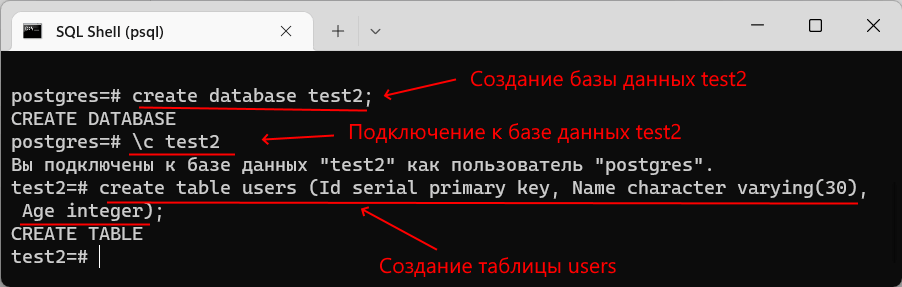 SQL Shell (psql)
postgres=# create database test2;
Создание базы данных test2
CREATE DATABASE
postgres=# \c test2
Подключение к базе данных test2
Вы подключены к базе данных "test2" как пользователь "postgres".
test2=# create table users (Id serial primary key, Name character varying(30),
Age integer);
CREATE TABLE
test2=#
Создание таблицы users